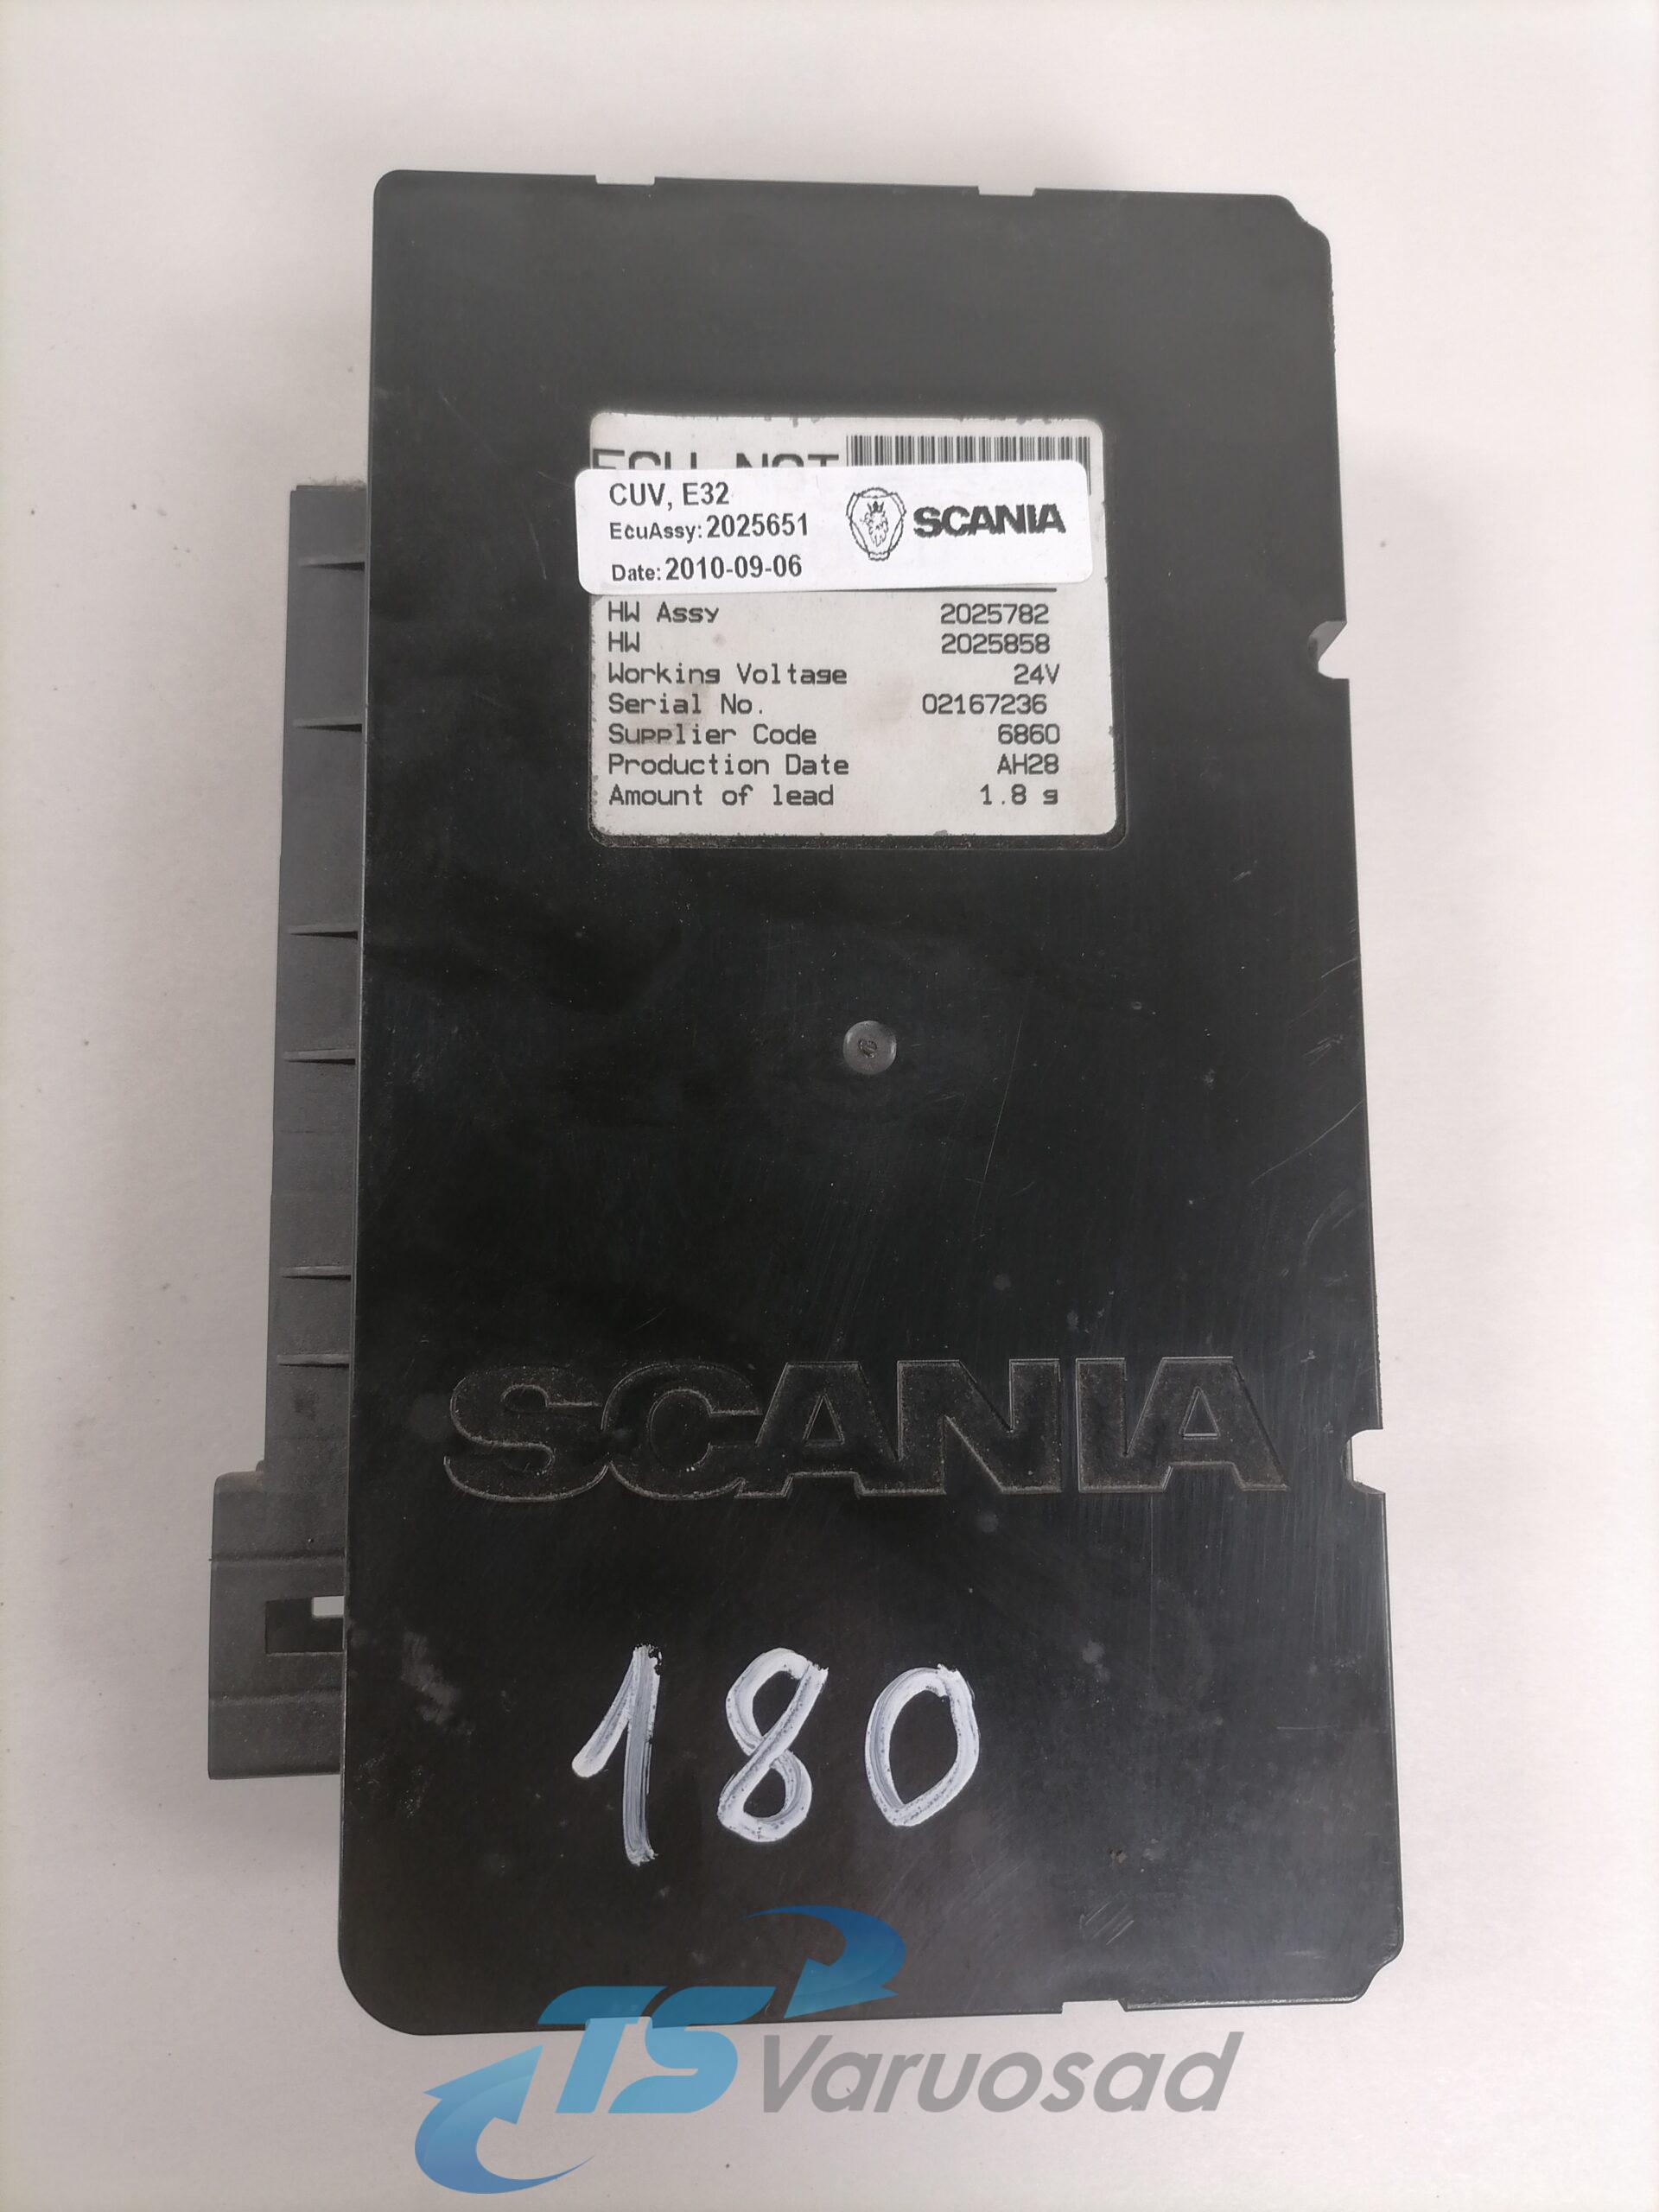 CUV, E32
EcuAssy: 2025651
Date: 2010-09-06
SCANIA
HW Assy 2025782
HW 2025858
Working Voltage 24V
Serial No. 02167236
Supplier Code 6860
Production Date AH28
Amount of lead 1.8 g
SCANIA
180
TS Varuosad